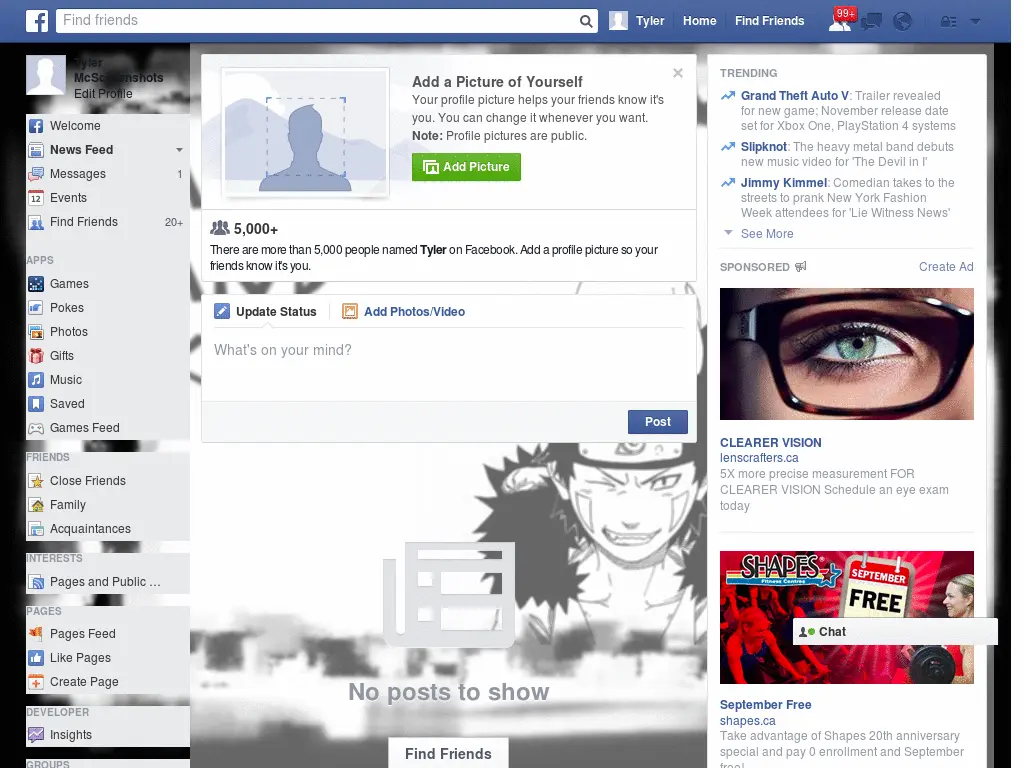 Find friends
Tyler
Home
Find Friends
99+
Tyler
McScreenshots
Edit Profile
Welcome
News Feed
Messages 1
12 Events
Find Friends 20+
APPS
Games
Pokes
Photos
Gifts
Music
Saved
Games Feed
FRIENDS
Close Friends
Family
Acquaintances
INTERESTS
Pages and Public ...
PAGES
Pages Feed
Like Pages
Create Page
DEVELOPER
Insights
GROUPS
Add a Picture of Yourself
Your profile picture helps your friends know it's
you. You can change it whenever you want.
Note: Profile pictures are public.
Add Picture
5,000+
There are more than 5,000 people named Tyler on Facebook. Add a profile picture so your
friends know it's you.
Update Status
Add Photos/Video
What's on your mind?
Post
No posts to show
Find Friends
TRENDING
Grand Theft Auto V: Trailer revealed
for new game; November release date
set for Xbox One, PlayStation 4 systems
Slipknot: The heavy metal band debuts
new music video for 'The Devil in I'
Jimmy Kimmel: Comedian takes to the
streets to prank New York Fashion
Week attendees for 'Lie Witness News'
See More
SPONSORED
Create Ad
CLEARER VISION
lenscrafters.ca
5X more precise measurement FOR
CLEARER VISION Schedule an eye exam
today
SHAPES
Fitness Centres
SEPTEMBER
FREE
Chat
September Free
shapes.ca
Take advantage of Shapes 20th anniversary
special and pay 0 enrollment and September
free!